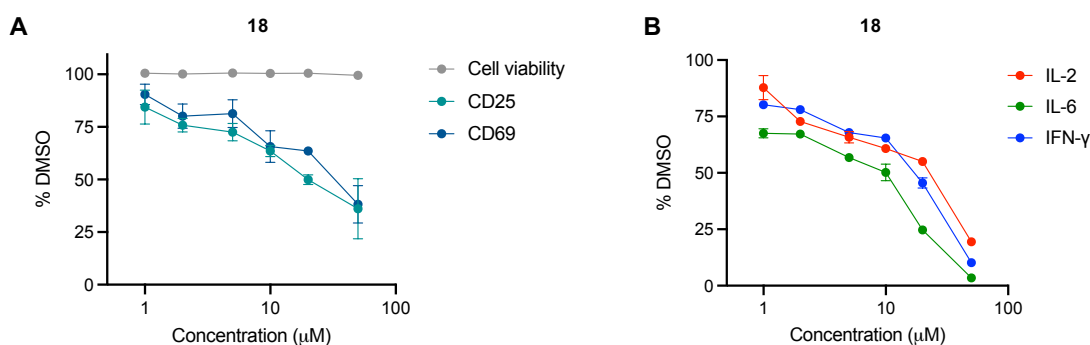 A
18
% DMSO
100
75
50
25
0
1
10
100
Concentration (μM)
Cell viability
CD25
CD69
B
18
% DMSO
100
75
50
25
0
1
10
100
Concentration (μM)
IL-2
IL-6
IFN-γ